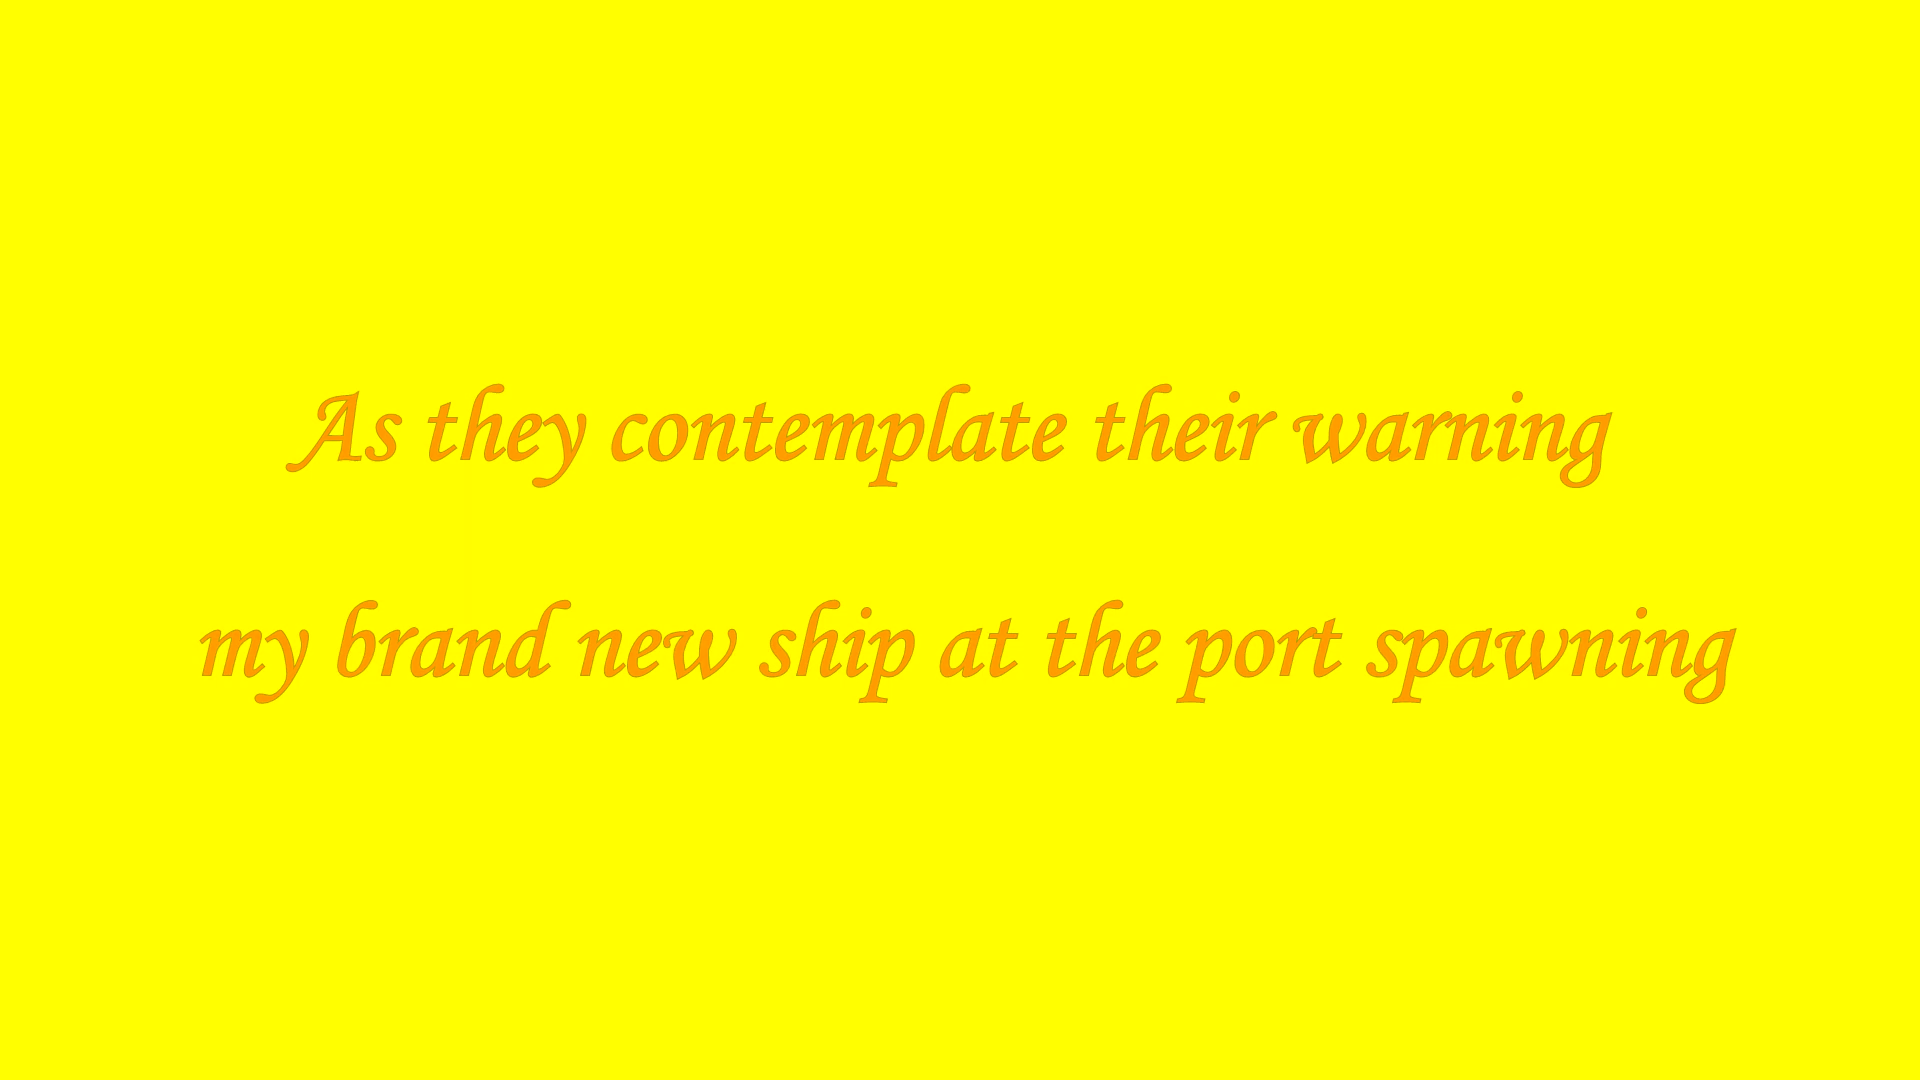 As they contemplate their warning
my brand new ship at the port spawning